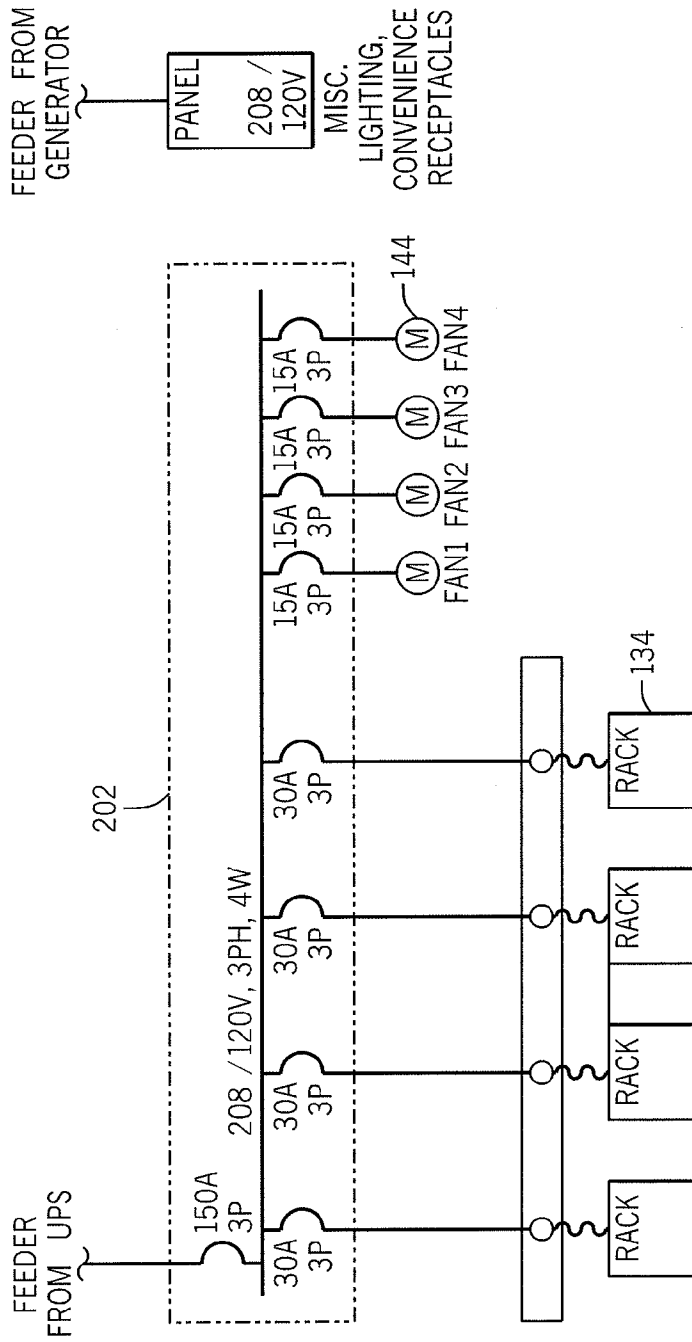 FEEDER
FROM UPS
150A
3P
208 / 120V, 3PH, 4W
202
30A
3P
30A
3P
30A
3P
30A
3P
15A
3P
15A
3P
15A
3P
15A
3P
M
M
M
M
144
FAN1 FAN2 FAN3 FAN4
RACK
RACK
RACK
RACK
134
FEEDER FROM
GENERATOR
PANEL
208 /
120V
MISC.
LIGHTING,
CONVENIENCE
RECEPTACLES